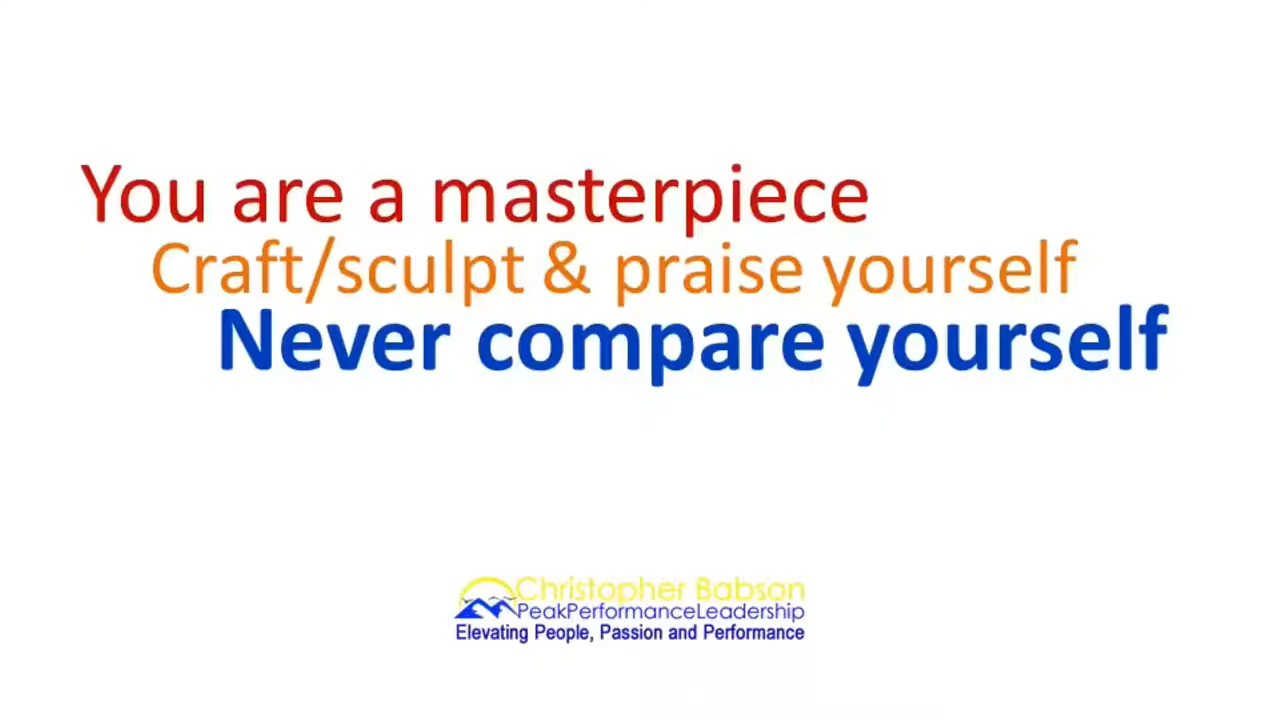 You are a masterpiece
Craft/sculpt & praise yourself
Never compare yourself
Christopher Babson
PeakPerformanceLeadership
Elevating People, Passion and Performance